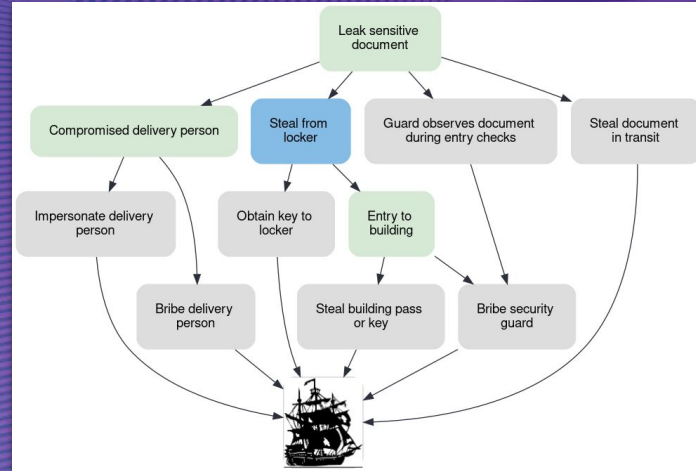 Leak sensitive
document
Compromised delivery person
Steal from
locker
Guard observes document
during entry checks
Steal document
in transit
Impersonate delivery
person
Obtain key to
locker
Entry to
building
Bribe delivery
person
Steal building pass
or key
Bribe security
guard